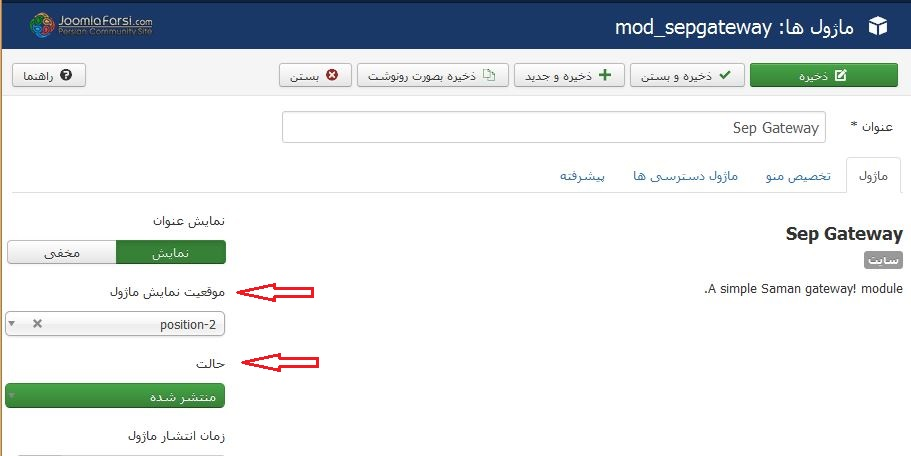 ماژول ها: mod_sepgateway
JoomlaFarsi.com
Persian Community Site
ذخیره
ذخیره و بستن
ذخیره و جدید
ذخیره بصورت رونوشت
بستن
راهنما
عنوان *
Sep Gateway
ماژول
تخصیص منو
ماژول دسترسی ها
پیشرفته
Sep Gateway
سایت
A simple Saman gateway! module.
نمایش عنوان
نمایش
مخفی
موقعیت نمایش ماژول
position-2
حالت
منتشر شده
زمان انتشار ماژول